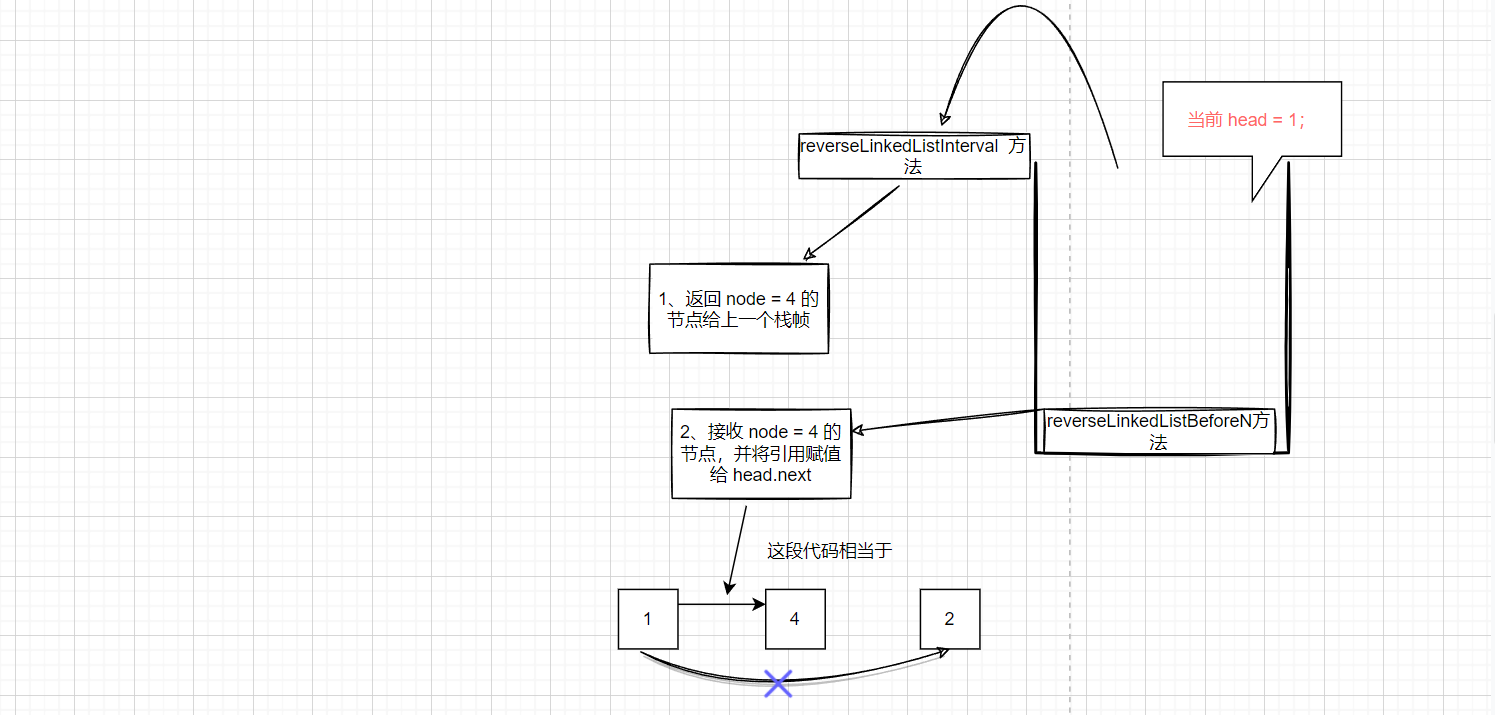 当前 head = 1；
reverseLinkedListInterval 方
法
1、返回 node = 4 的
节点给上一个栈帧
2、接收 node = 4 的
节点，并将引用赋值
给 head.next
reverseLinkedListBeforeN方
法
这段代码相当于
1
4
2